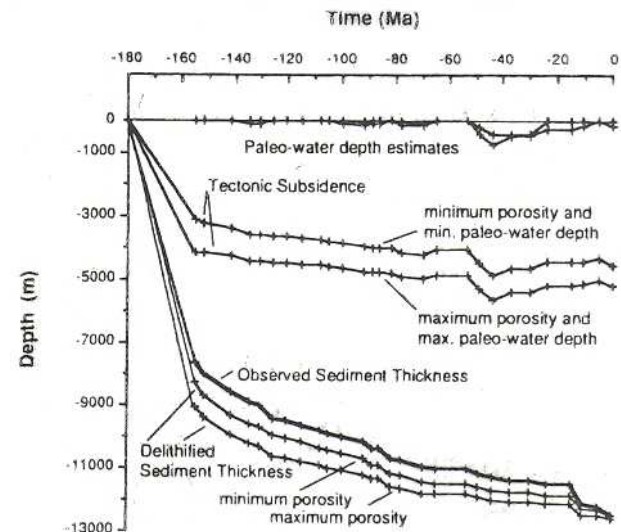 Time (Ma)
-180 -160 -140 -120 -100 -80 -60 -40 -20 0
0
-1000
-3000
-5000
-7000
-9000
-11000
-13000
Depth (m)
Paleo-water depth estimates
Tectonic Subsidence
minimum porosity and
min. paleo-water depth
maximum porosity and
max. paleo-water depth
Observed Sediment Thickness
Delithified
Sediment Thickness
minimum porosity
maximum porosity